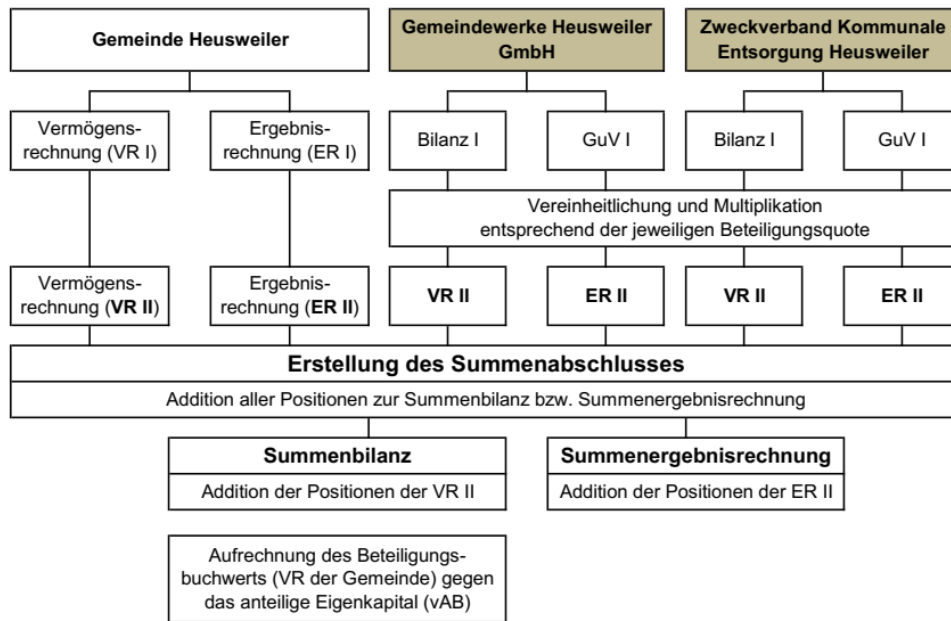 Gemeinde Heusweiler
Gemeindewerke Heusweiler
GmbH
Zweckverband Kommunale
Entsorgung Heusweiler
Vermögens-
rechnung (VR I)
Ergebnis-
rechnung (ER I)
Bilanz I
GuV I
Bilanz I
GuV I
Vereinheitlichung und Multiplikation
entsprechend der jeweiligen Beteiligungsquote
Vermögens-
rechnung (VR II)
Ergebnis-
rechnung (ER II)
VR II
ER II
VR II
ER II
Erstellung des Summenabschlusses
Addition aller Positionen zur Summenbilanz bzw. Summenergebnisrechnung
Summenbilanz
Addition der Positionen der VR II
Summenergebnisrechnung
Addition der Positionen der ER II
Aufrechnung des Beteiligungs-
buchwerts (VR der Gemeinde) gegen
das anteilige Eigenkapital (vAB)